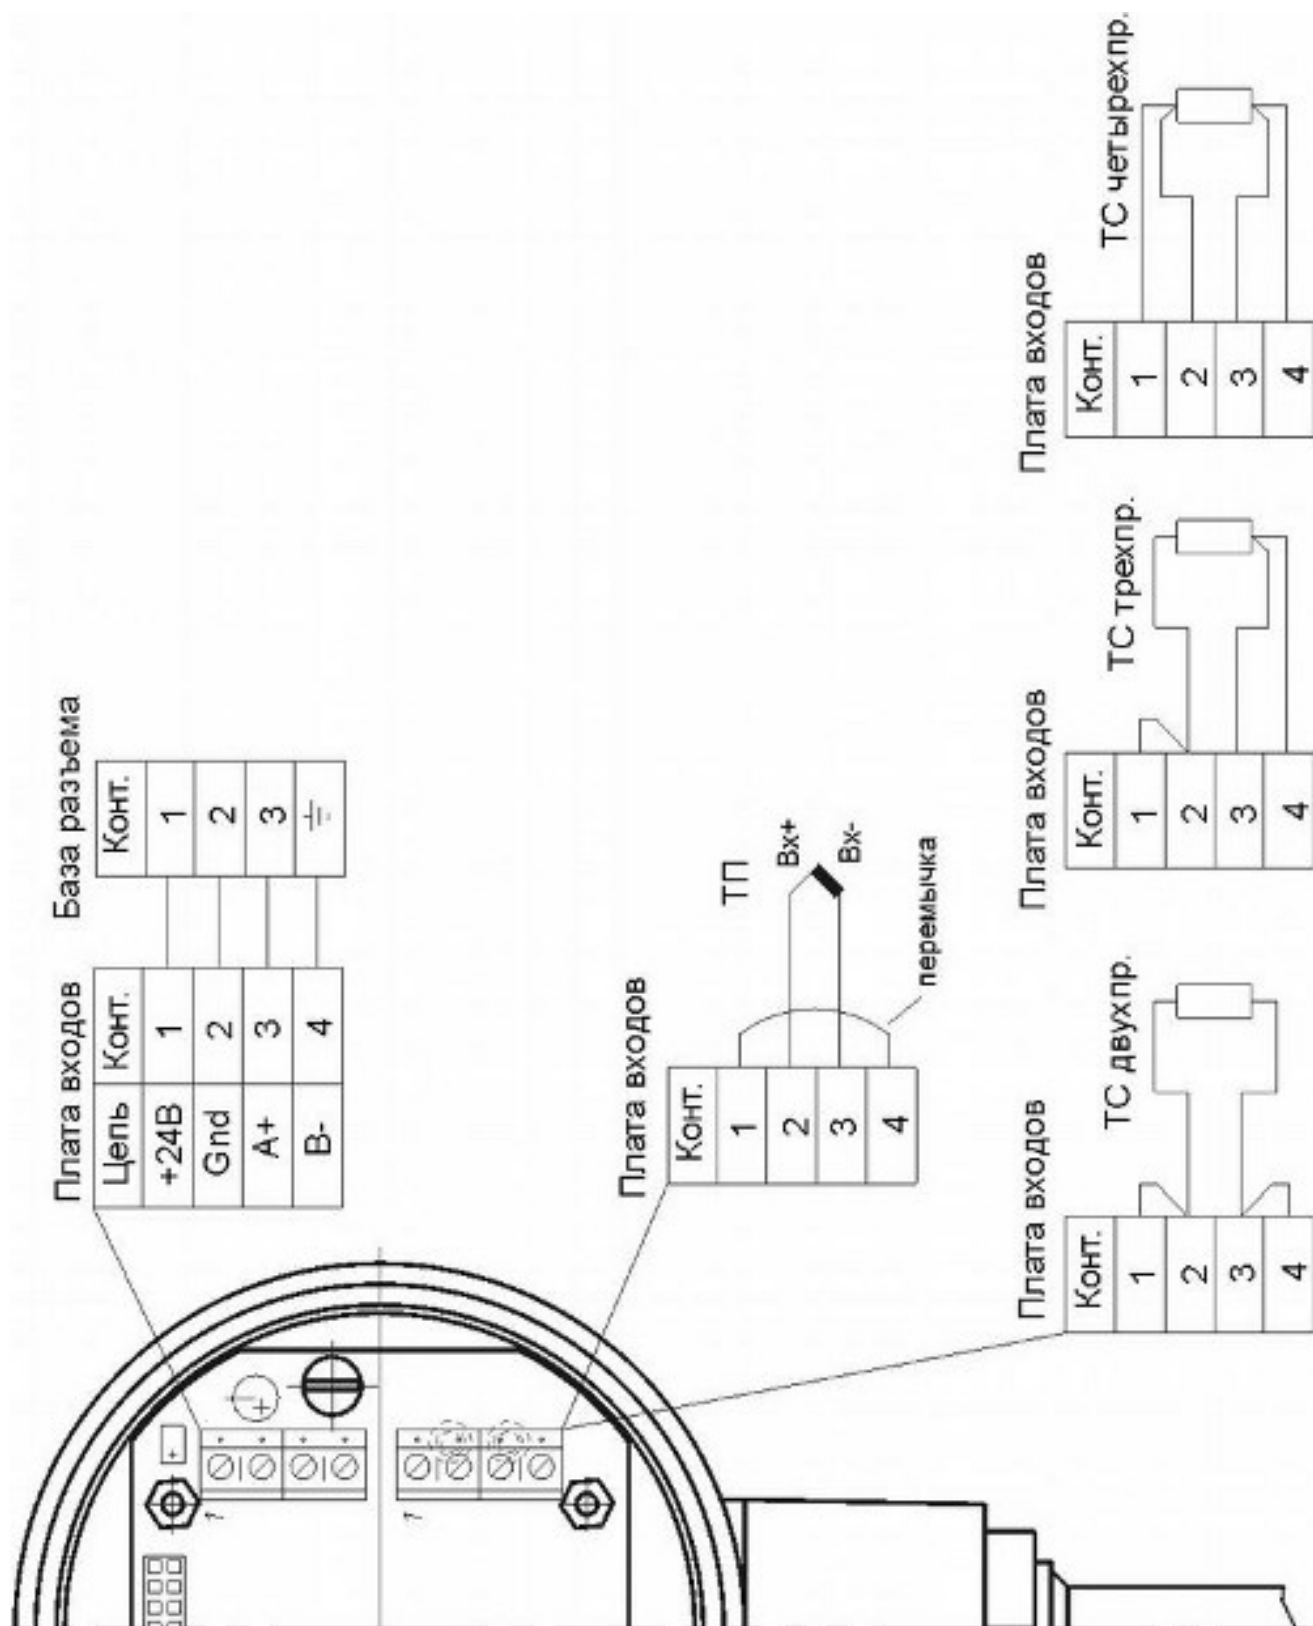 База разъема
Конт.
1
2
3
Плата входов
Цепь Конт.
+24В 1
Gnd 2
А+ 3
В- 4
ТП
Вх+
Вх-
перемычка
Плата входов
Конт.
1
2
3
4
ТС двухпр.
Плата входов
Конт.
1
2
3
4
ТС трехпр.
Плата входов
Конт.
1
2
3
4
ТС четырехпр.
Плата входов
Конт.
1
2
3
4
1
1